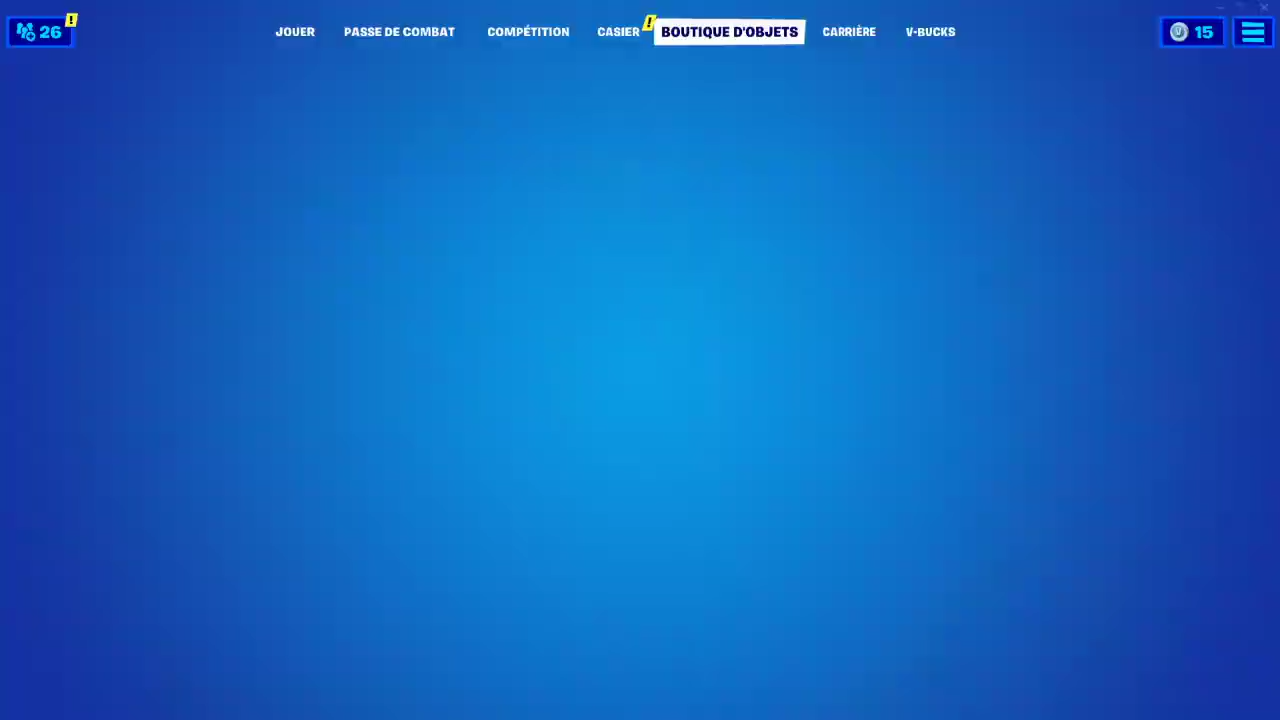 26 !
JOUER PASSE DE COMBAT COMPÉTITION CASIER ! BOUTIQUE D'OBJETS CARRIÈRE V-BUCKS
V 15